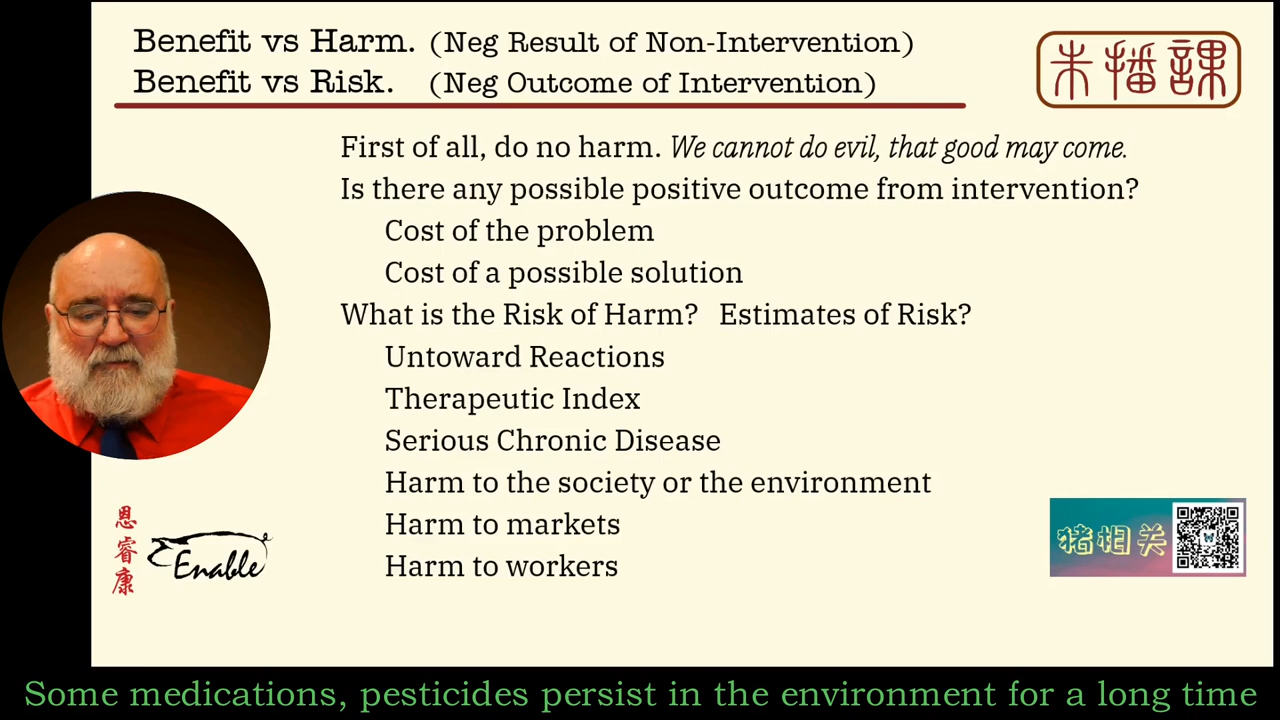 Benefit vs Harm. (Neg Result of Non-Intervention)
Benefit vs Risk. (Neg Outcome of Intervention)
未播課
First of all, do no harm. We cannot do evil, that good may come.
Is there any possible positive outcome from intervention?
Cost of the problem
Cost of a possible solution
What is the Risk of Harm? Estimates of Risk?
Untoward Reactions
Therapeutic Index
Serious Chronic Disease
Harm to the society or the environment
Harm to markets
Harm to workers
恩睿康
Enable
猪相关
Some medications, pesticides persist in the environment for a long time